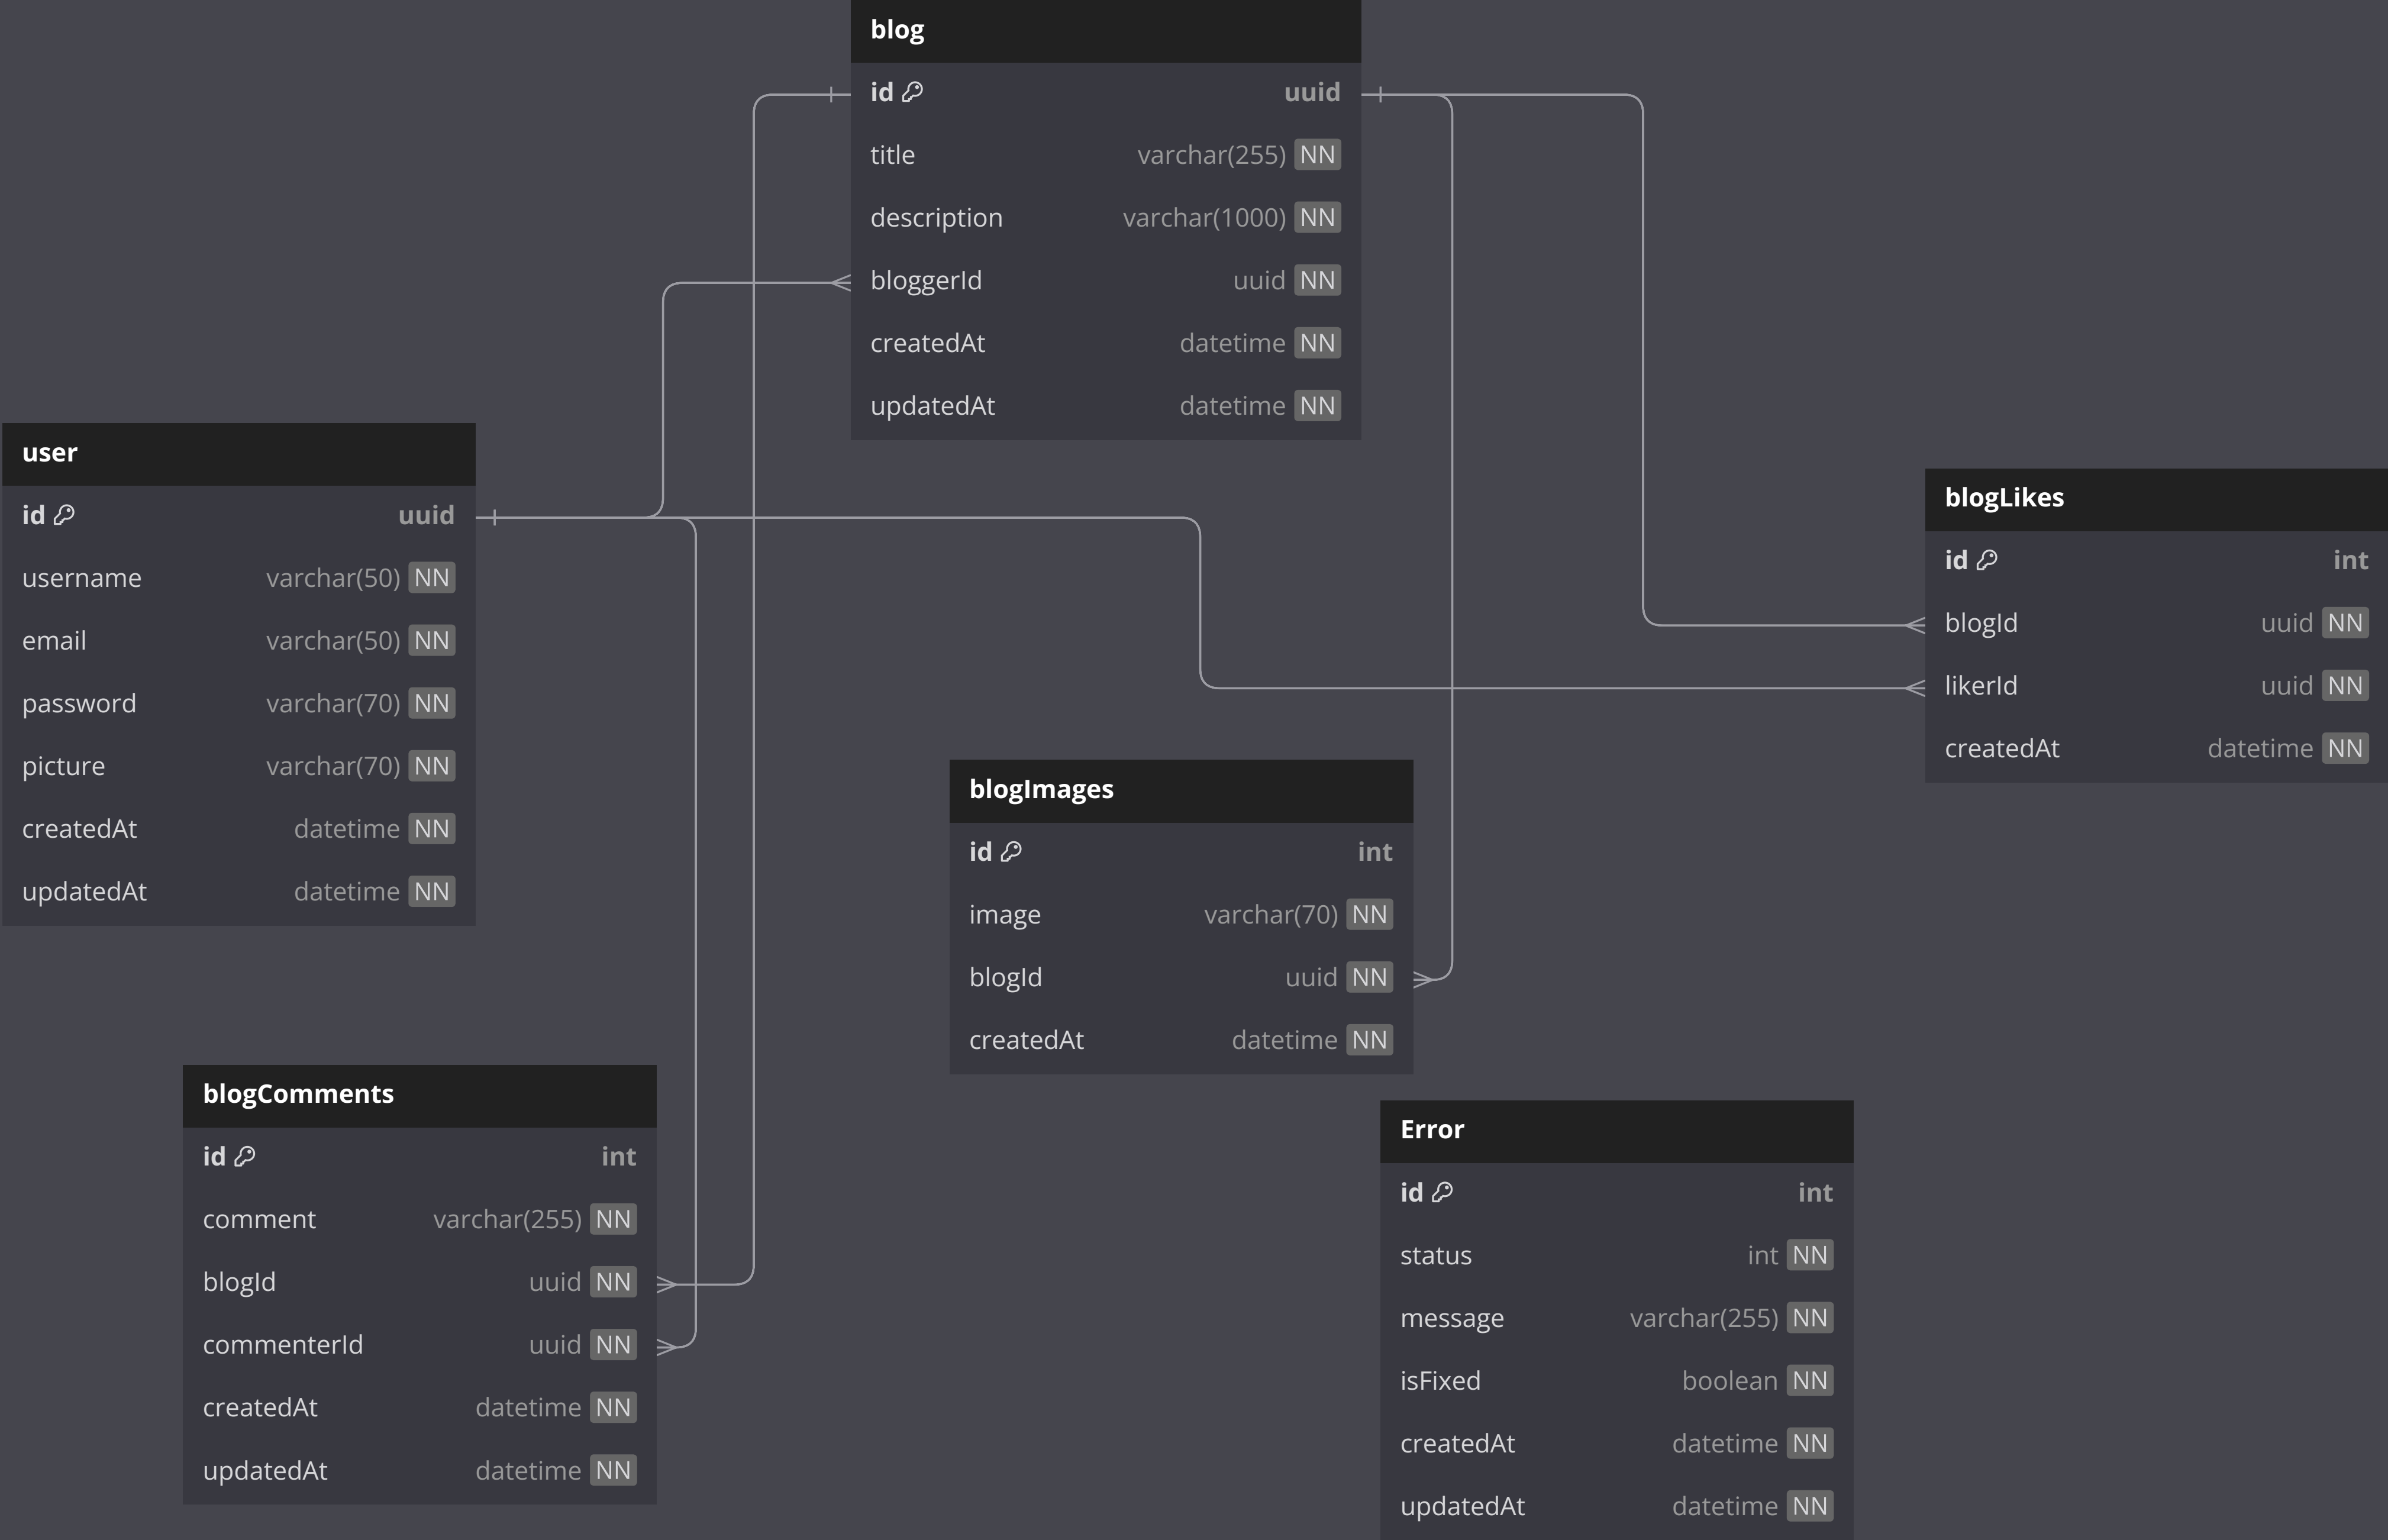 blog
id uuid
title varchar(255) NN
description varchar(1000) NN
bloggerId uuid NN
createdAt datetime NN
updatedAt datetime NN
user
id uuid
username varchar(50) NN
email varchar(50) NN
password varchar(70) NN
picture varchar(70) NN
createdAt datetime NN
updatedAt datetime NN
blogLikes
id int
blogId uuid NN
likerId uuid NN
createdAt datetime NN
blogImages
id int
image varchar(70) NN
blogId uuid NN
createdAt datetime NN
blogComments
id int
comment varchar(255) NN
blogId uuid NN
commenterId uuid NN
createdAt datetime NN
updatedAt datetime NN
Error
id int
status int NN
message varchar(255) NN
isFixed boolean NN
createdAt datetime NN
updatedAt datetime NN